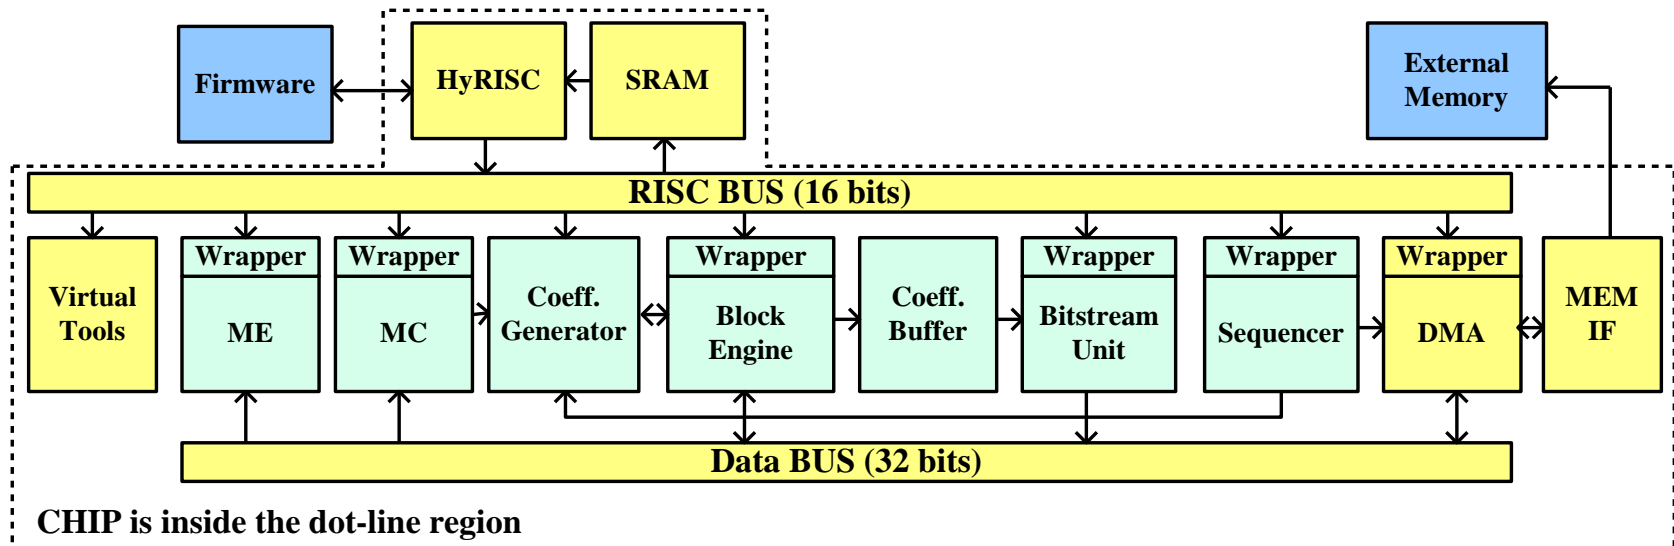 Firmware
HyRISC
SRAM
External
Memory
RISC BUS (16 bits)
Virtual
Tools
Wrapper
ME
Wrapper
MC
Coeff.
Generator
Wrapper
Block
Engine
Coeff.
Buffer
Wrapper
Bitstream
Unit
Wrapper
Sequencer
Wrapper
DMA
MEM
IF
Data BUS (32 bits)
CHIP is inside the dot-line region